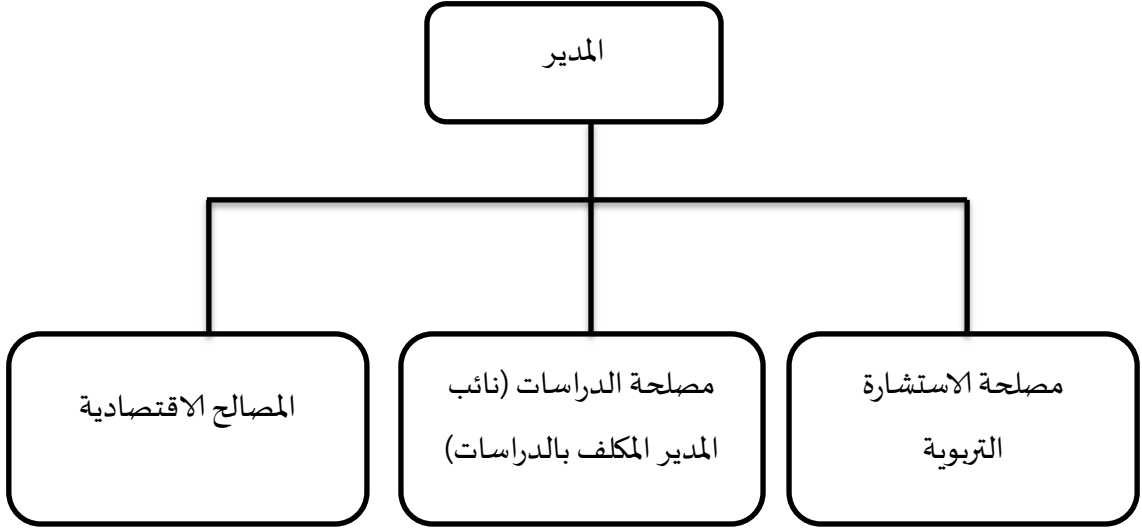 المدير
مصلحة الاستشارة
التربوية
مصلحة الدراسات (نائب
المدير المكلف بالدراسات)
المصالح الاقتصادية